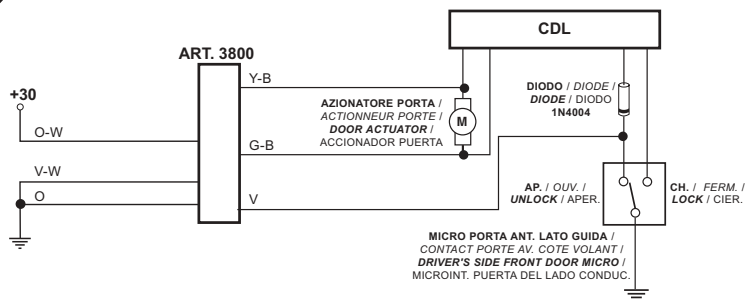 CDL
ART. 3800
Y-B
DIODO / DIODE /
DIODE / DIODO
1N4004
+30
AZIONATORE PORTA /
ACTIONNEUR PORTE /
DOOR ACTUATOR /
ACCIONADOR PUERTA
M
O-W
G-B
V-W
O
V
AP. / OUV. /
UNLOCK / APER.
CH. / FERM. /
LOCK / CIER.
MICRO PORTA ANT. LATO GUIDA /
CONTACT PORTE AV. COTE VOLANT /
DRIVER'S SIDE FRONT DOOR MICRO /
MICROINT. PUERTA DEL LADO CONDUC.